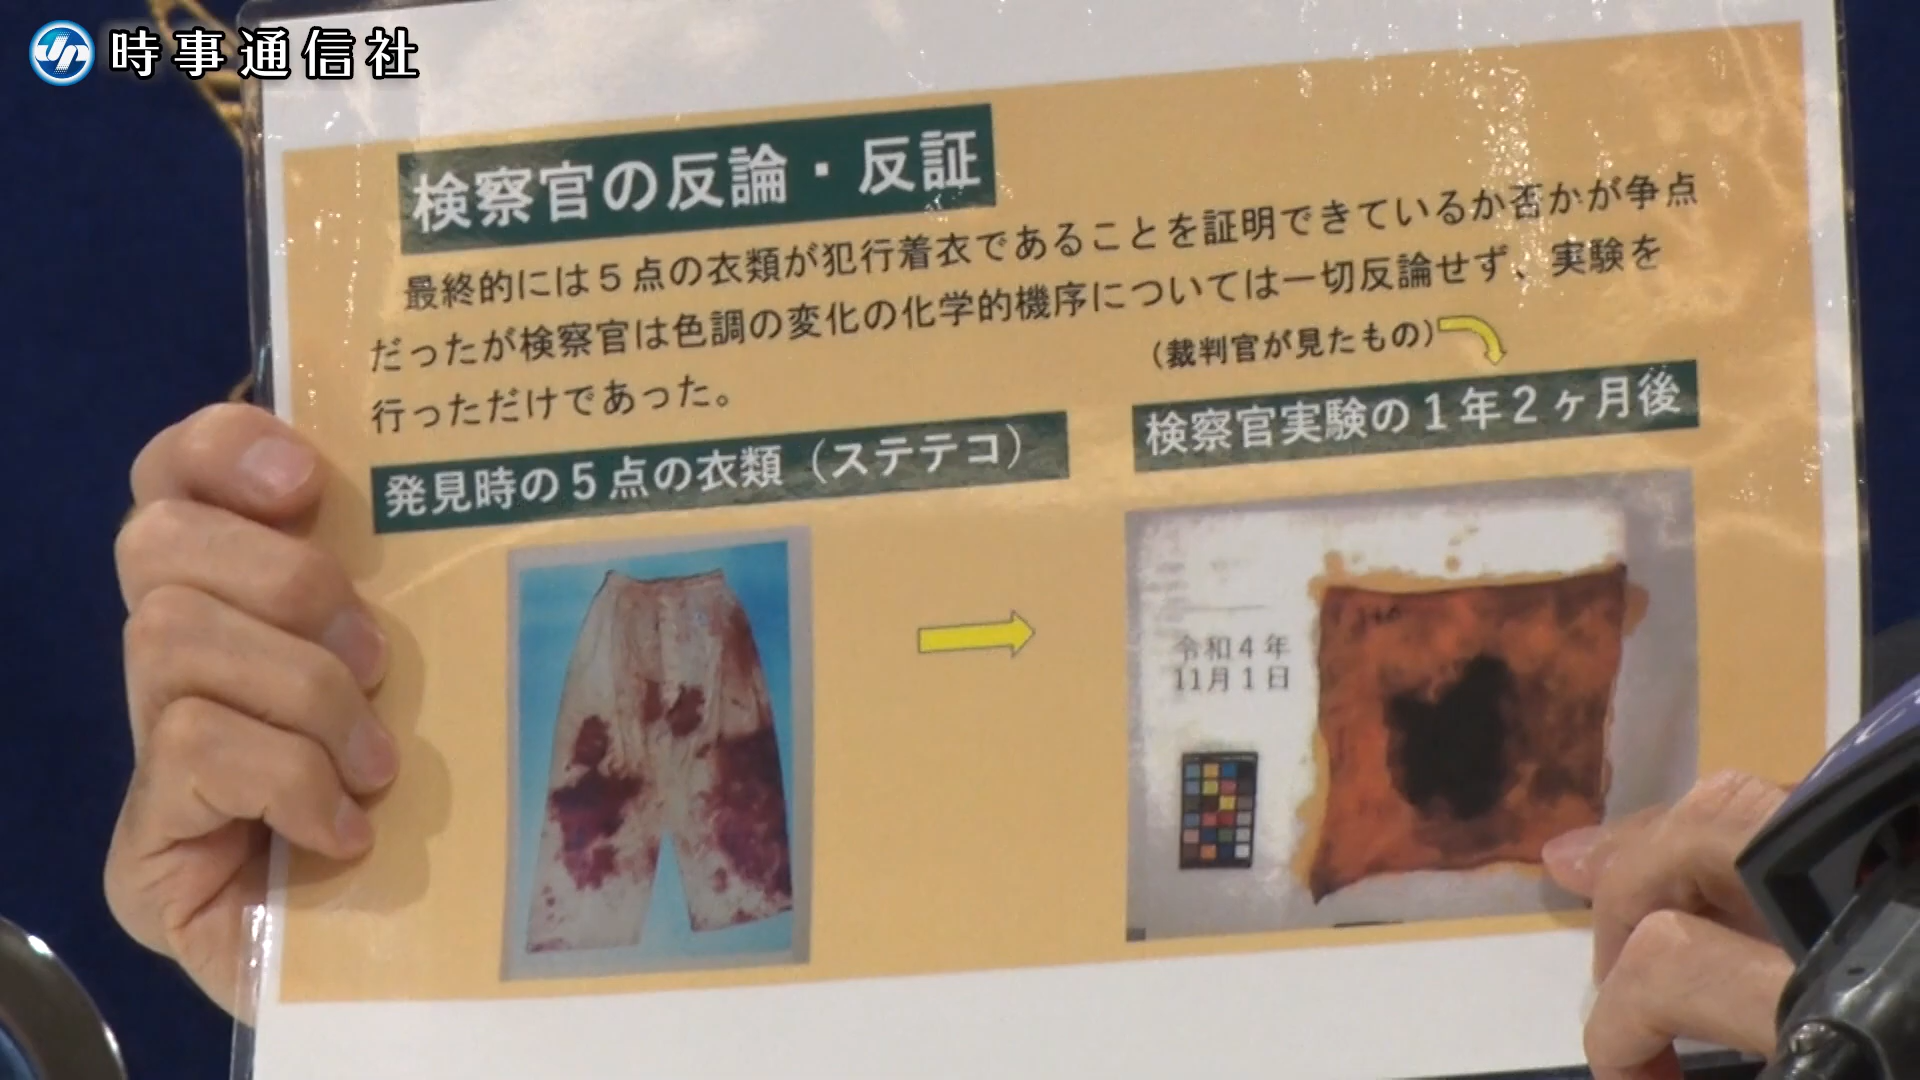 時事通信社
検察官の反論・反証
最終的には５点の衣類が犯行着衣であることを証明できているか否かが争点
だったが検察官は色調の変化の化学的機序については一切反論せず、実験を
行っただけであった。
(裁判官が見たもの)
発見時の５点の衣類（ステテコ）
検察官実験の１年２ヶ月後
令和４年
11月１日